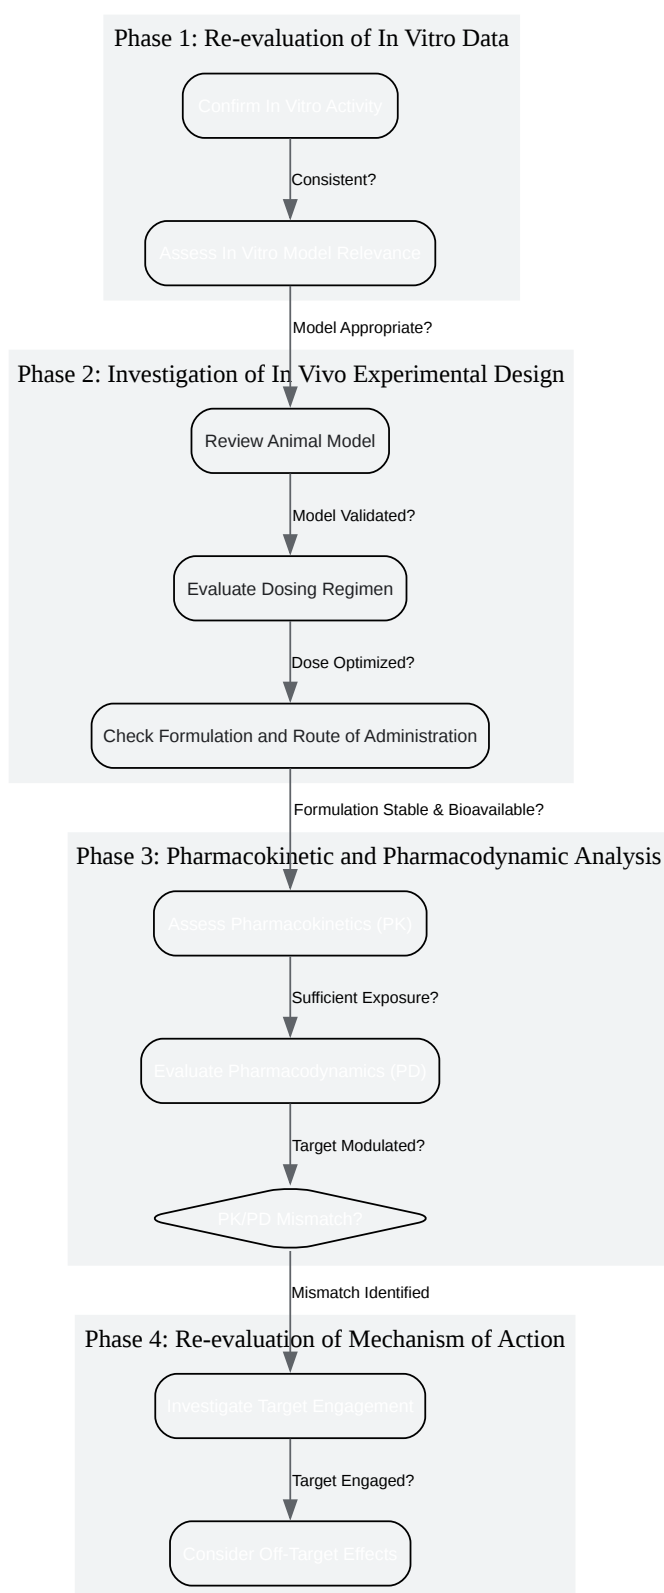 Phase 1: Re-evaluation of In Vitro Data
Confirm In Vitro Activity
Consistent?
Assess In Vitro Model Relevance
Model Appropriate?
Phase 2: Investigation of In Vivo Experimental Design
Review Animal Model
Model Validated?
Evaluate Dosing Regimen
Dose Optimized?
Check Formulation and Route of Administration
Formulation Stable & Bioavailable?
Phase 3: Pharmacokinetic and Pharmacodynamic Analysis
Assess Pharmacokinetics (PK)
Sufficient Exposure?
Evaluate Pharmacodynamics (PD)
Target Modulated?
PK/PD Mismatch?
Mismatch Identified
Phase 4: Re-evaluation of Mechanism of Action
Investigate Target Engagement
Target Engaged?
Consider Off-Target Effects